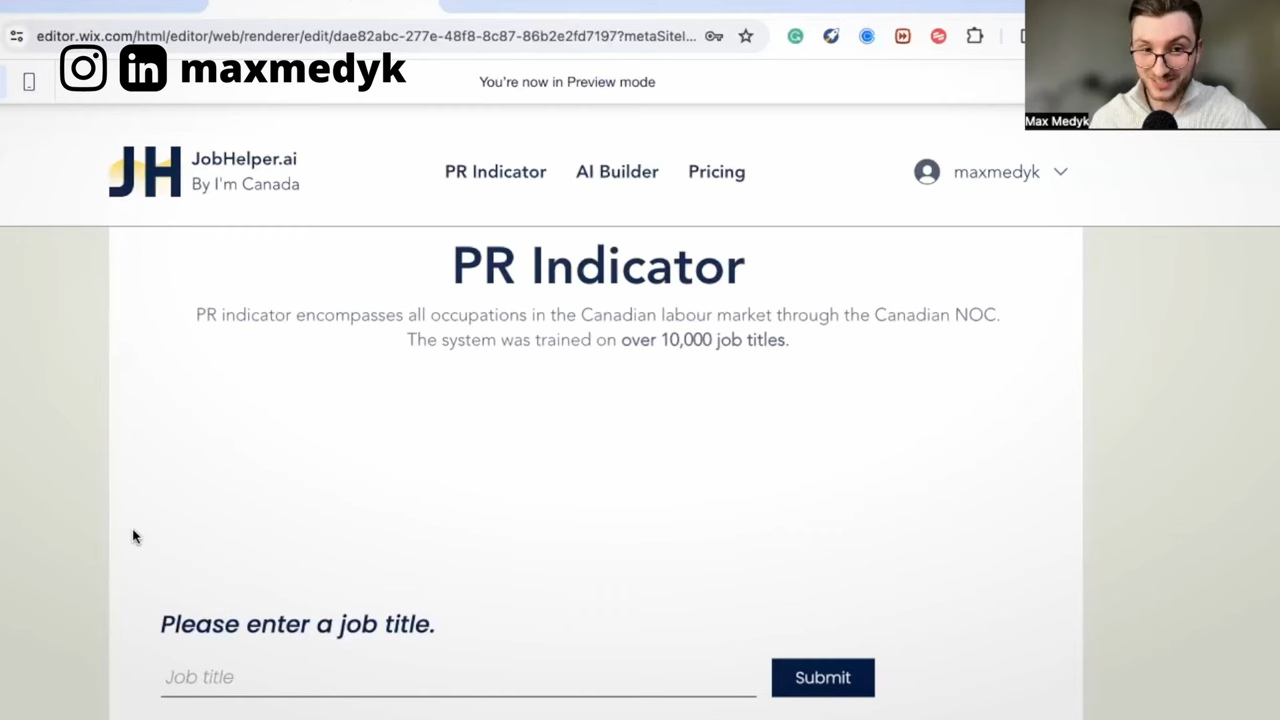 editor.wix.com/html/editor/web/renderer/edit/dae82abc-277e-48f8-8c87-86b2e2fd7197?metaSiteI...
maxmedyk
You're now in Preview mode
Max Medyk
JH
JobHelper.ai
By I'm Canada
PR Indicator
AI Builder
Pricing
maxmedyk
PR Indicator
PR indicator encompasses all occupations in the Canadian labour market through the Canadian NOC.
The system was trained on over 10,000 job titles.
Please enter a job title.
Job title
Submit